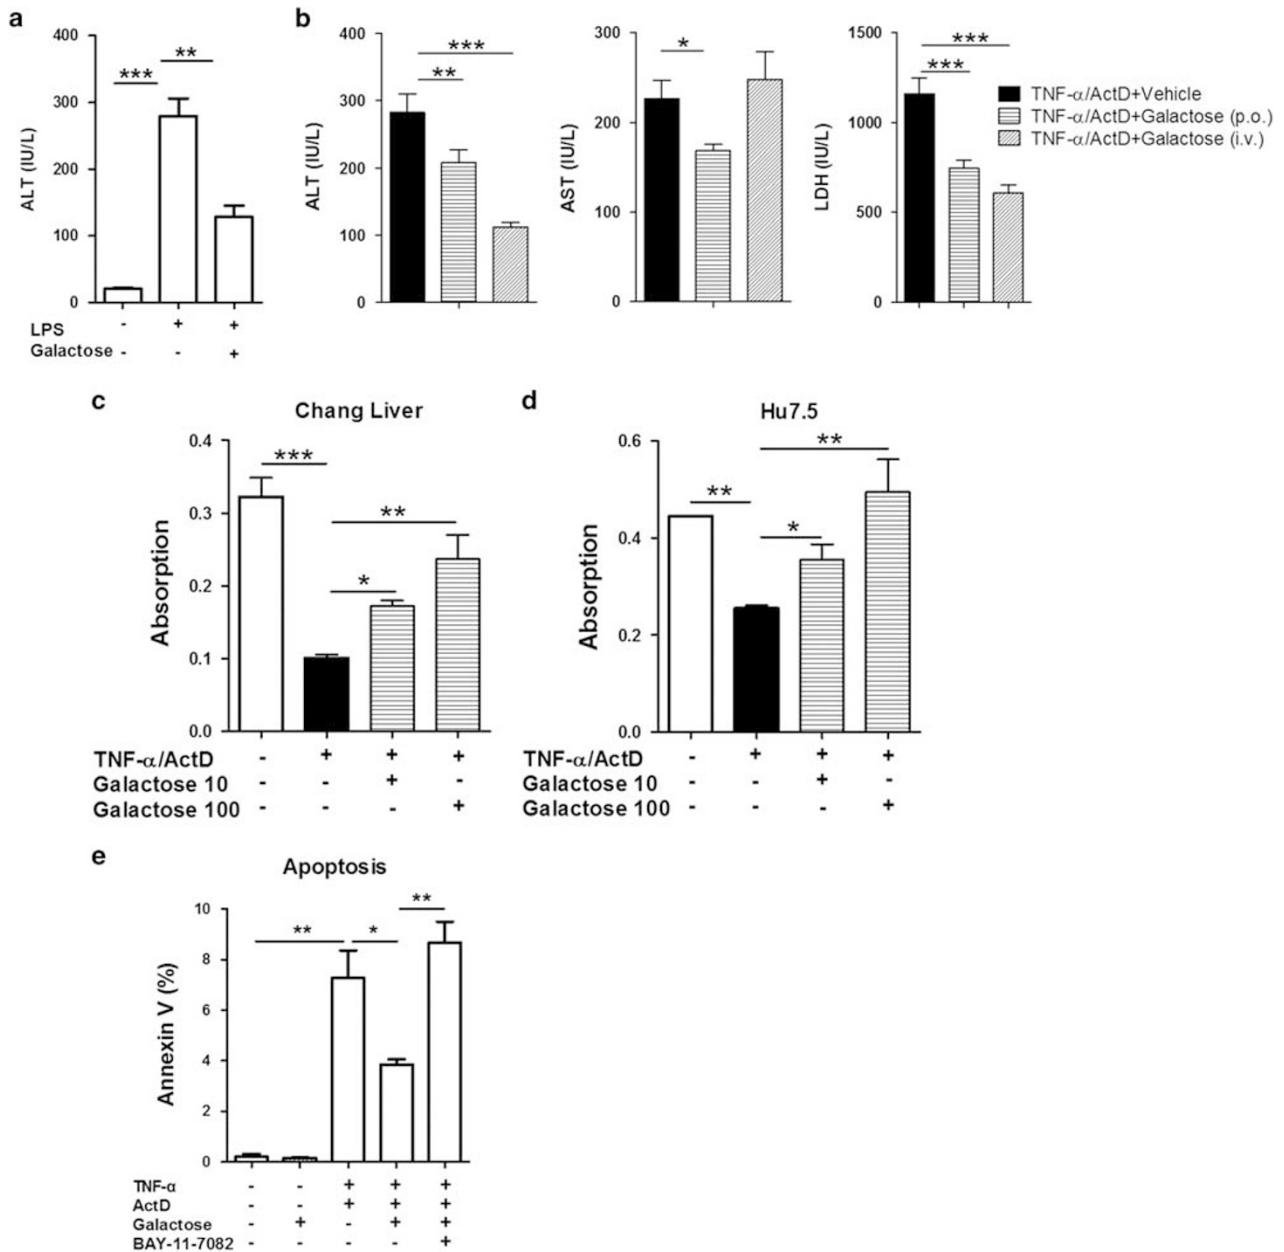 a
400
300
200
100
0
ALT (IU/L)
***
**
LPS - + +
Galactose - - +
b
400
300
200
100
0
ALT (IU/L)
***
**
300
200
100
0
AST (IU/L)
*
1500
1000
500
0
LDH (IU/L)
***
***
TNF-α/ActD+Vehicle
TNF-α/ActD+Galactose (p.o.)
TNF-α/ActD+Galactose (i.v.)
c
Chang Liver
0.4
0.3
0.2
0.1
0.0
Absorption
***
**
*
TNF-α/ActD - + + +
Galactose 10 - - + -
Galactose 100 - - - +
d
Hu7.5
0.6
0.4
0.2
0.0
Absorption
**
**
*
TNF-α/ActD - + + +
Galactose 10 - - + -
Galactose 100 - - - +
e
Apoptosis
10
8
6
4
2
0
Annexin V (%)
**
*
**
TNF-α - - + + +
ActD - - + + +
Galactose - + - + +
BAY-11-7082 - - - - +